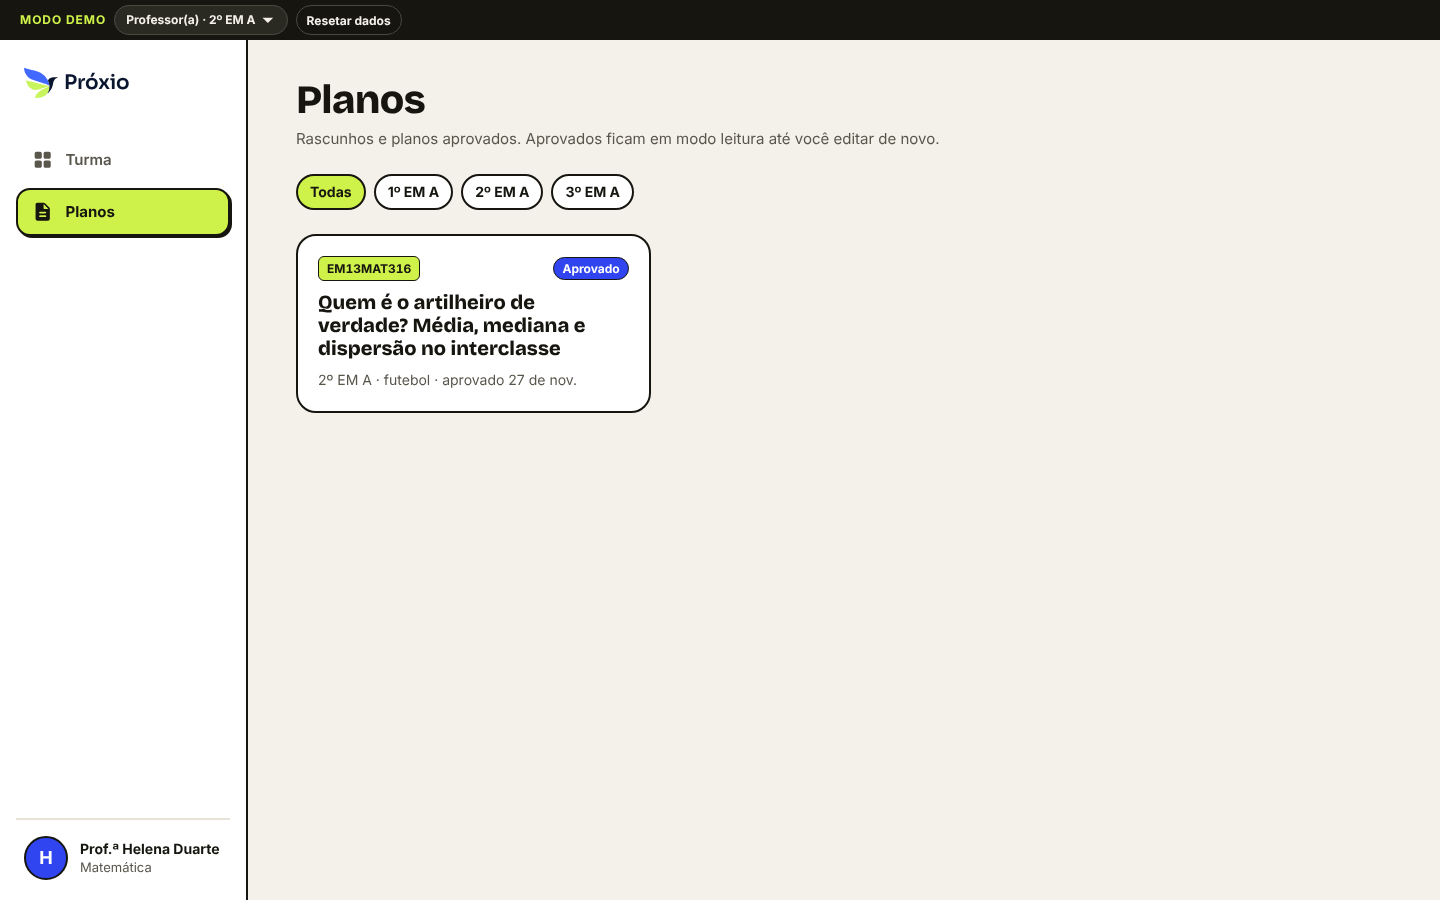 MODO DEMO
Professor(a) · 2º EM A
Resetar dados
Próxio
Turma
Planos
Prof.ª Helena Duarte
Matemática
H
Planos
Rascunhos e planos aprovados. Aprovados ficam em modo leitura até você editar de novo.
Todas
1º EM A
2º EM A
3º EM A
EM13MAT316
Aprovado
Quem é o artilheiro de
verdade? Média, mediana e
dispersão no interclasse
2º EM A · futebol · aprovado 27 de nov.